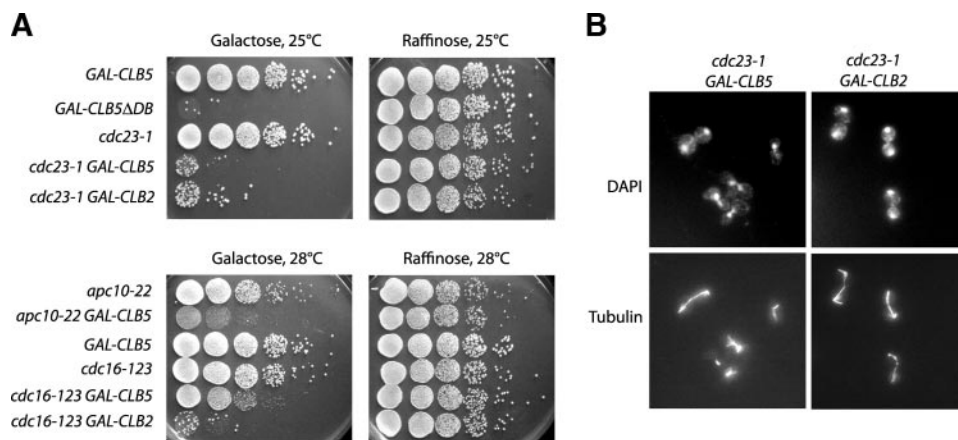 A
Galactose, 25°C
Raffinose, 25°C
GAL-CLB5
GAL-CLB5ΔDB
cdc23-1
cdc23-1 GAL-CLB5
cdc23-1 GAL-CLB2
Galactose, 28°C
Raffinose, 28°C
apc10-22
apc10-22 GAL-CLB5
GAL-CLB5
cdc16-123
cdc16-123 GAL-CLB5
cdc16-123 GAL-CLB2
B
cdc23-1
GAL-CLB5
cdc23-1
GAL-CLB2
DAPI
Tubulin